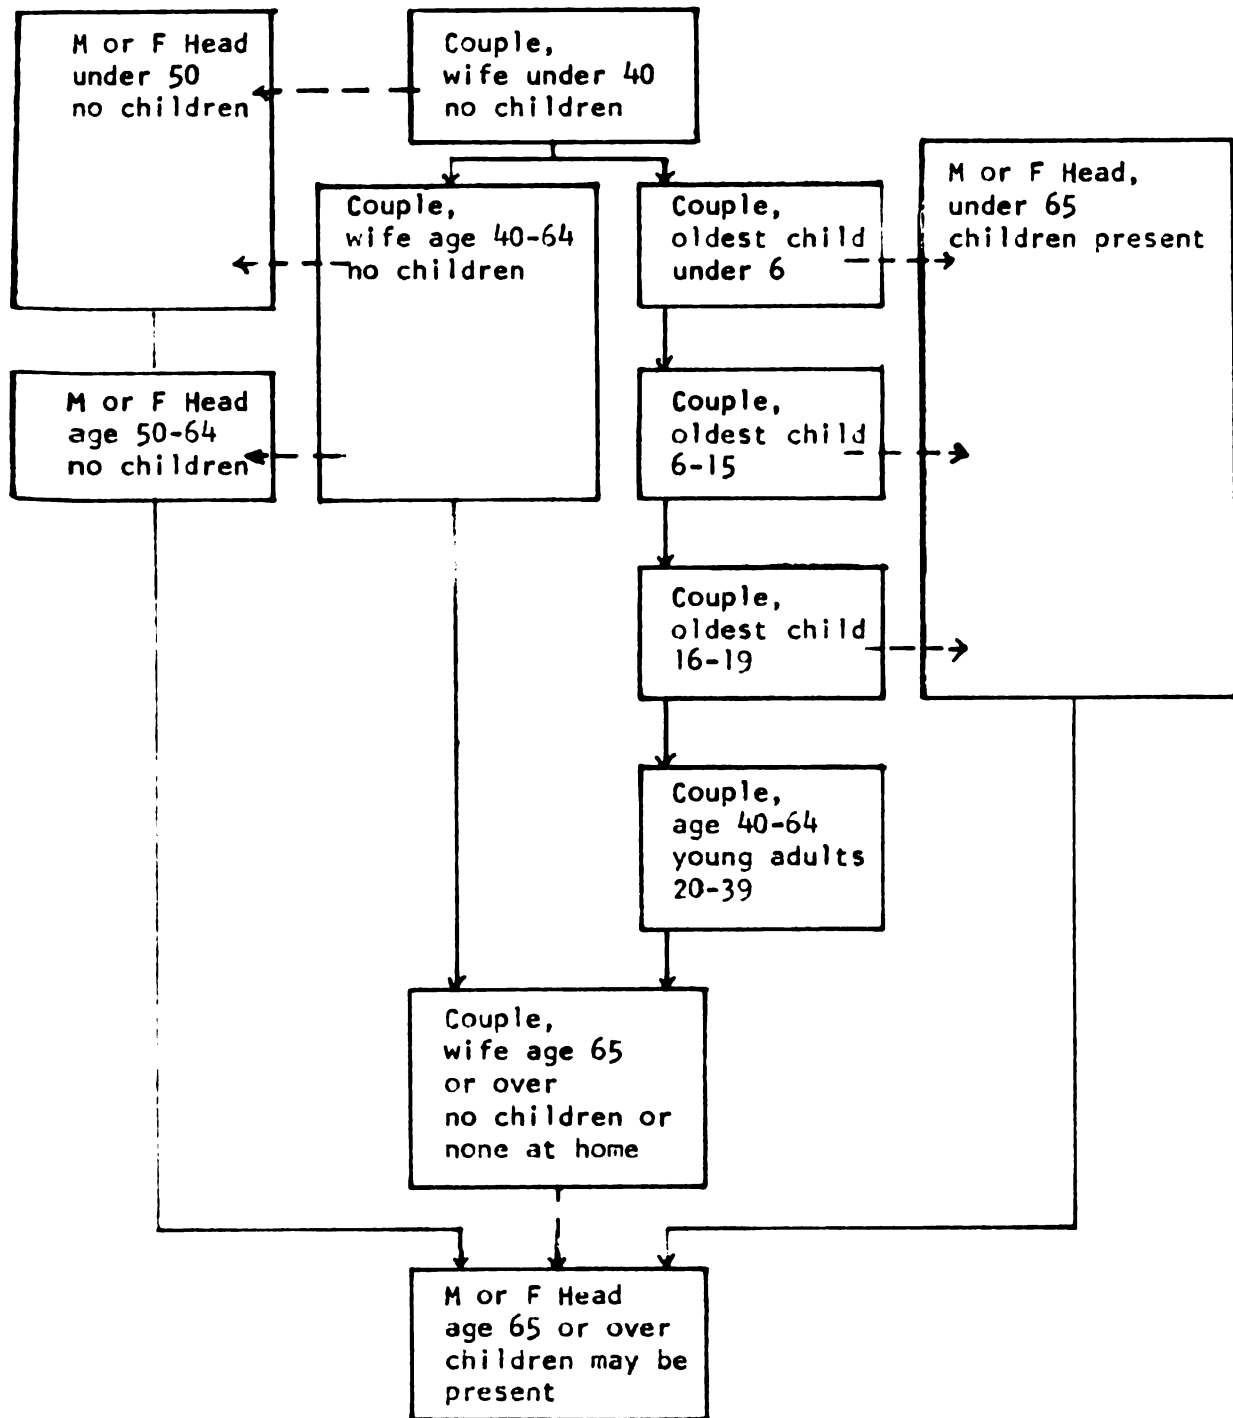 M or F Head
under 50
no children
Couple,
wife under 40
no children
Couple,
wife age 40-64
no children
Couple,
oldest child
under 6
M or F Head,
under 65
children present
M or F Head
age 50-64
no children
Couple,
oldest child
6-15
Couple,
oldest child
16-19
Couple,
age 40-64
young adults
20-39
Couple,
wife age 65
or over
no children or
none at home
M or F Head
age 65 or over
children may be
present